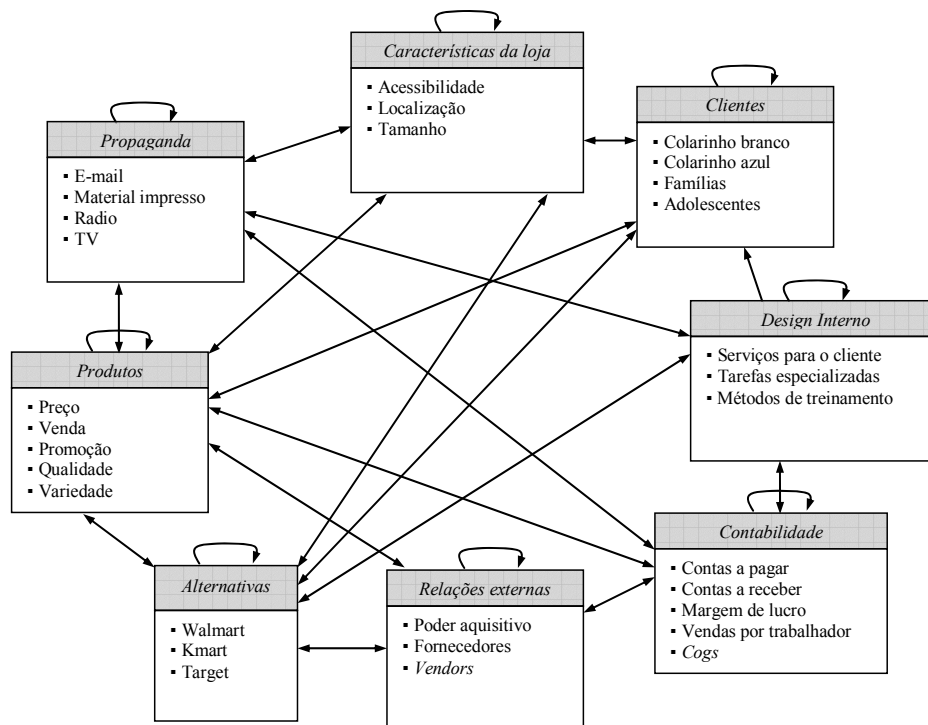 Características da loja
▪ Acessibilidade
▪ Localização
▪ Tamanho
Clientes
▪ Colarinho branco
▪ Colarinho azul
▪ Famílias
▪ Adolescentes
Propaganda
▪ E-mail
▪ Material impresso
▪ Radio
▪ TV
Design Interno
▪ Serviços para o cliente
▪ Tarefas especializadas
▪ Métodos de treinamento
Produtos
▪ Preço
▪ Venda
▪ Promoção
▪ Qualidade
▪ Variedade
Contabilidade
▪ Contas a pagar
▪ Contas a receber
▪ Margem de lucro
▪ Vendas por trabalhador
▪ Cogs
Alternativas
▪ Walmart
▪ Kmart
▪ Target
Relações externas
▪ Poder aquisitivo
▪ Fornecedores
▪ Vendors